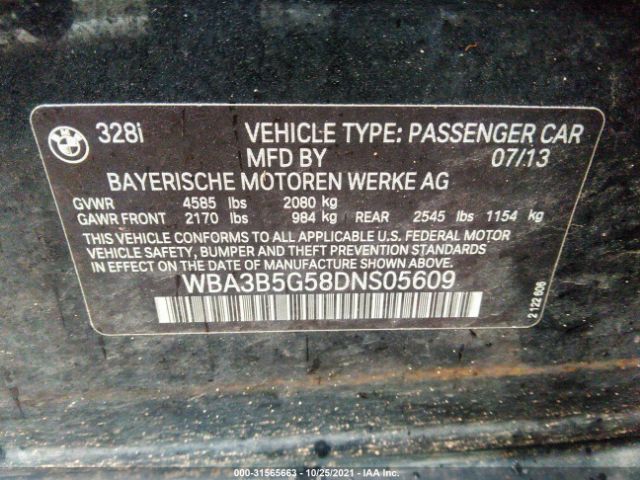 BMW
328i VEHICLE TYPE: PASSENGER CAR
MFD BY 07/13
BAYERISCHE MOTOREN WERKE AG
GVWR 4585 lbs 2080 kg
GAWR FRONT 2170 lbs 984 kg REAR 2545 lbs 1154 kg
THIS VEHICLE CONFORMS TO ALL APPLICABLE U.S. FEDERAL MOTOR
VEHICLE SAFETY, BUMPER AND THEFT PREVENTION STANDARDS
IN EFFECT ON THE DATE OF MANUFACTURE SHOWN ABOVE.
WBA3B5G58DNS05609
2 122 606
000-31565663 - 10/25/2021 - IAA Inc.